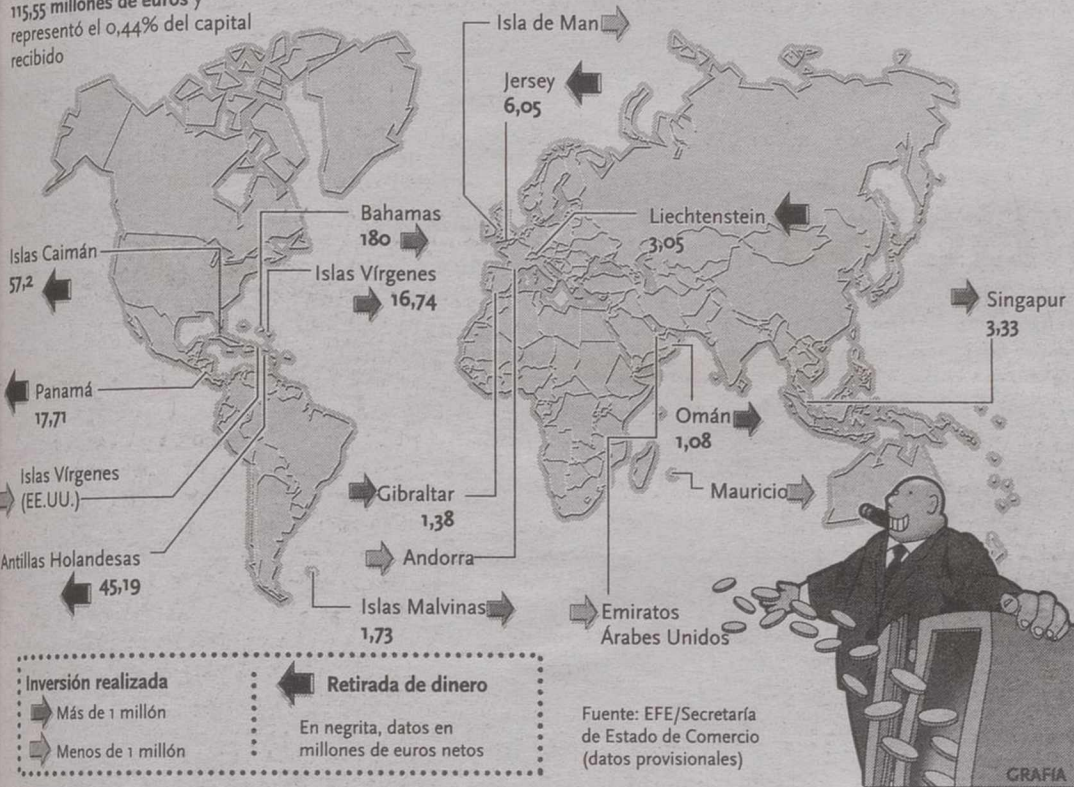 115,55 millones de euros y
representó el 0,44% del capital
recibido
Isla de Man
Jersey
6,05
Bahamas
180
Liechtenstein
3,05
Islas Caimán
57,2
Islas Vírgenes
16,74
Singapur
3,33
Panamá
17,71
Omán
1,08
Islas Vírgenes
(EE.UU.)
Gibraltar
1,38
Mauricio
Antillas Holandesas
45,19
Andorra
Islas Malvinas
1,73
Emiratos
Árabes Unidos
Inversión realizada
Más de 1 millón
Menos de 1 millón
Retirada de dinero
En negrita, datos en
millones de euros netos
Fuente: EFE/Secretaría
de Estado de Comercio
(datos provisionales)
GRAFIA